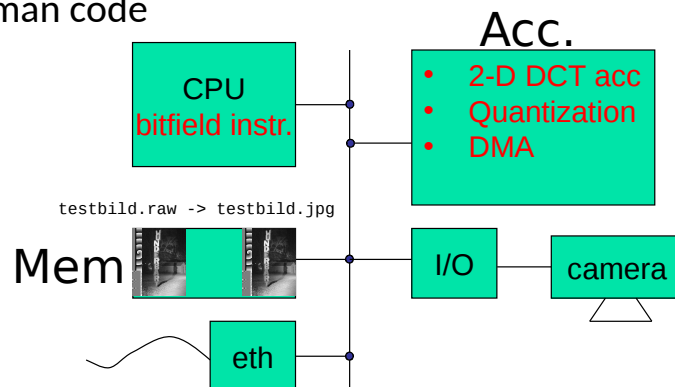 man code
Acc.
CPU
bitfield instr.
• 2-D DCT acc
• Quantization
• DMA
testbild.raw -> testbild.jpg
Mem
I/O
camera
eth